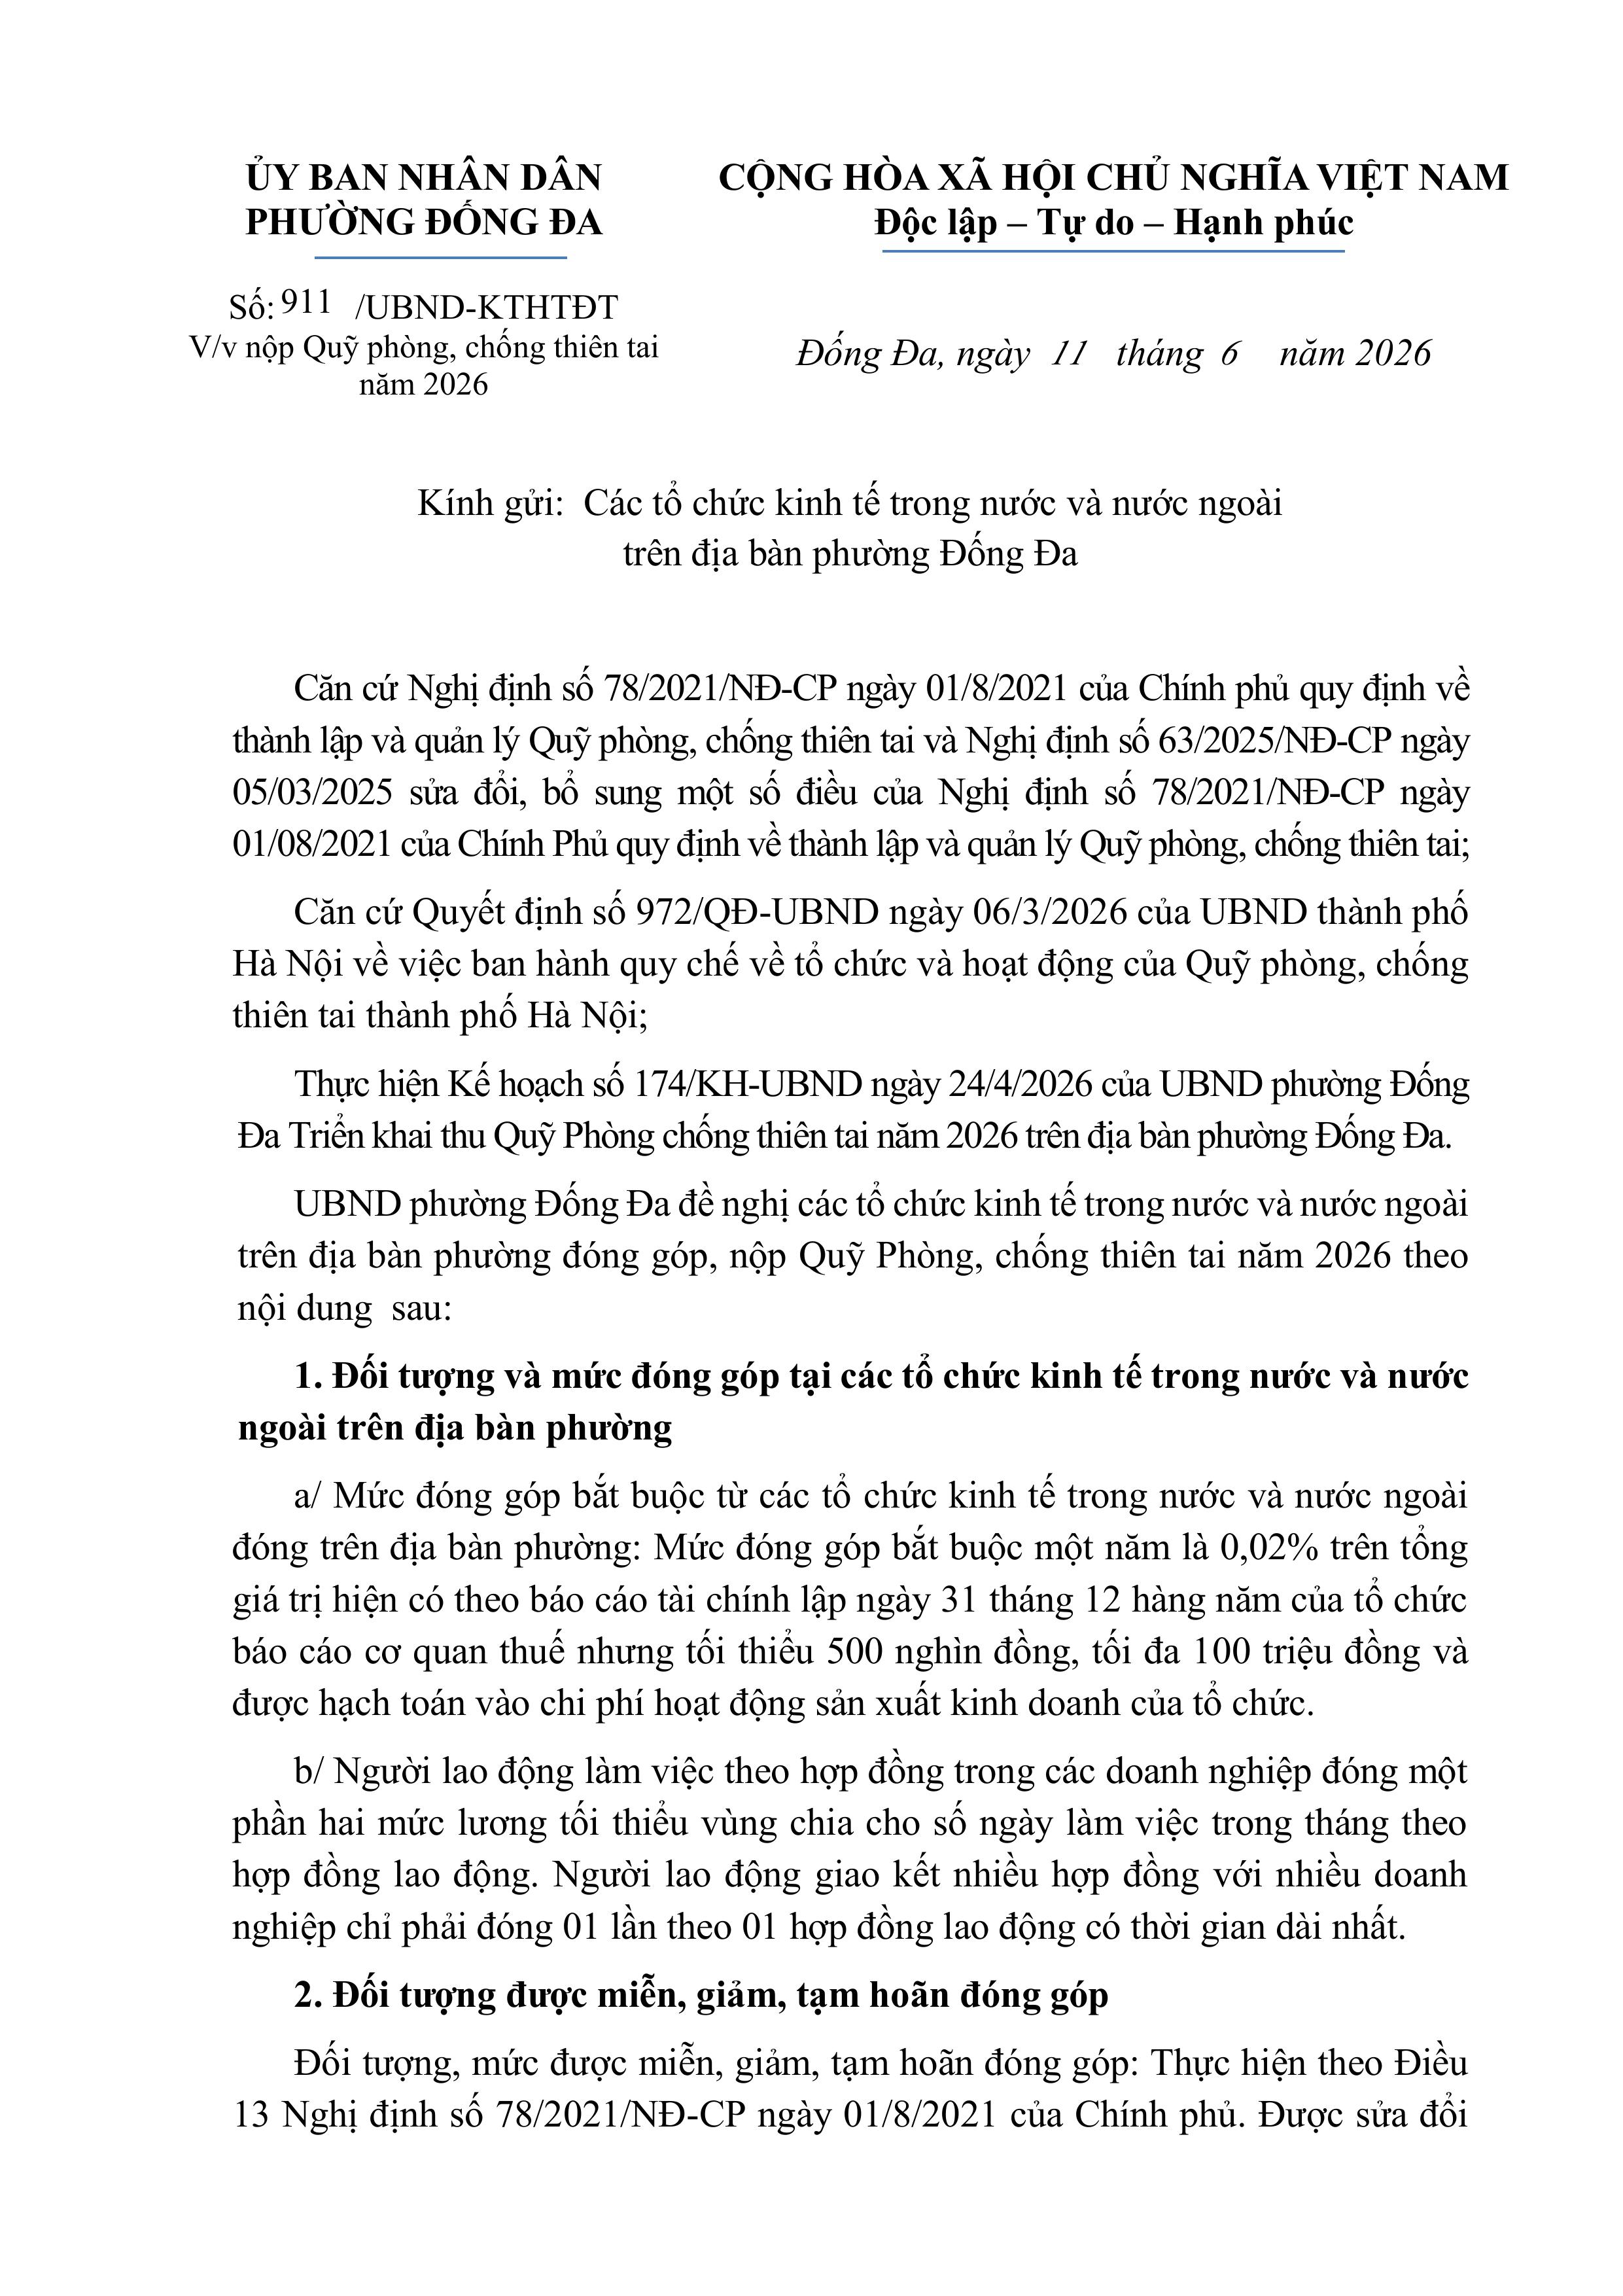 ỦY BAN NHÂN DÂN
PHƯỜNG ĐỐNG ĐA
CỘNG HÒA XÃ HỘI CHỦ NGHĨA VIỆT NAM
Độc lập – Tự do – Hạnh phúc
Số: 911 /UBND-KTHTĐT
V/v nộp Quỹ phòng, chống thiên tai
năm 2026
Đống Đa, ngày 11 tháng 6 năm 2026
Kính gửi: Các tổ chức kinh tế trong nước và nước ngoài
trên địa bàn phường Đống Đa
Căn cứ Nghị định số 78/2021/NĐ-CP ngày 01/8/2021 của Chính phủ quy định về
thành lập và quản lý Quỹ phòng, chống thiên tai và Nghị định số 63/2025/NĐ-CP ngày
05/03/2025 sửa đổi, bổ sung một số điều của Nghị định số 78/2021/NĐ-CP ngày
01/08/2021 của Chính Phủ quy định về thành lập và quản lý Quỹ phòng, chống thiên tai;
Căn cứ Quyết định số 972/QĐ-UBND ngày 06/3/2026 của UBND thành phố
Hà Nội về việc ban hành quy chế về tổ chức và hoạt động của Quỹ phòng, chống
thiên tai thành phố Hà Nội;
Thực hiện Kế hoạch số 174/KH-UBND ngày 24/4/2026 của UBND phường Đống
Đa Triển khai thu Quỹ Phòng chống thiên tai năm 2026 trên địa bàn phường Đống Đa.
UBND phường Đống Đa đề nghị các tổ chức kinh tế trong nước và nước ngoài
trên địa bàn phường đóng góp, nộp Quỹ Phòng, chống thiên tai năm 2026 theo
nội dung sau:
1. Đối tượng và mức đóng góp tại các tổ chức kinh tế trong nước và nước
ngoài trên địa bàn phường
a/ Mức đóng góp bắt buộc từ các tổ chức kinh tế trong nước và nước ngoài
đóng trên địa bàn phường: Mức đóng góp bắt buộc một năm là 0,02% trên tổng
giá trị hiện có theo báo cáo tài chính lập ngày 31 tháng 12 hàng năm của tổ chức
báo cáo cơ quan thuế nhưng tối thiểu 500 nghìn đồng, tối đa 100 triệu đồng và
được hạch toán vào chi phí hoạt động sản xuất kinh doanh của tổ chức.
b/ Người lao động làm việc theo hợp đồng trong các doanh nghiệp đóng một
phần hai mức lương tối thiểu vùng chia cho số ngày làm việc trong tháng theo
hợp đồng lao động. Người lao động giao kết nhiều hợp đồng với nhiều doanh
nghiệp chỉ phải đóng 01 lần theo 01 hợp đồng lao động có thời gian dài nhất.
2. Đối tượng được miễn, giảm, tạm hoãn đóng góp
Đối tượng, mức được miễn, giảm, tạm hoãn đóng góp: Thực hiện theo Điều
13 Nghị định số 78/2021/NĐ-CP ngày 01/8/2021 của Chính phủ. Được sửa đổi